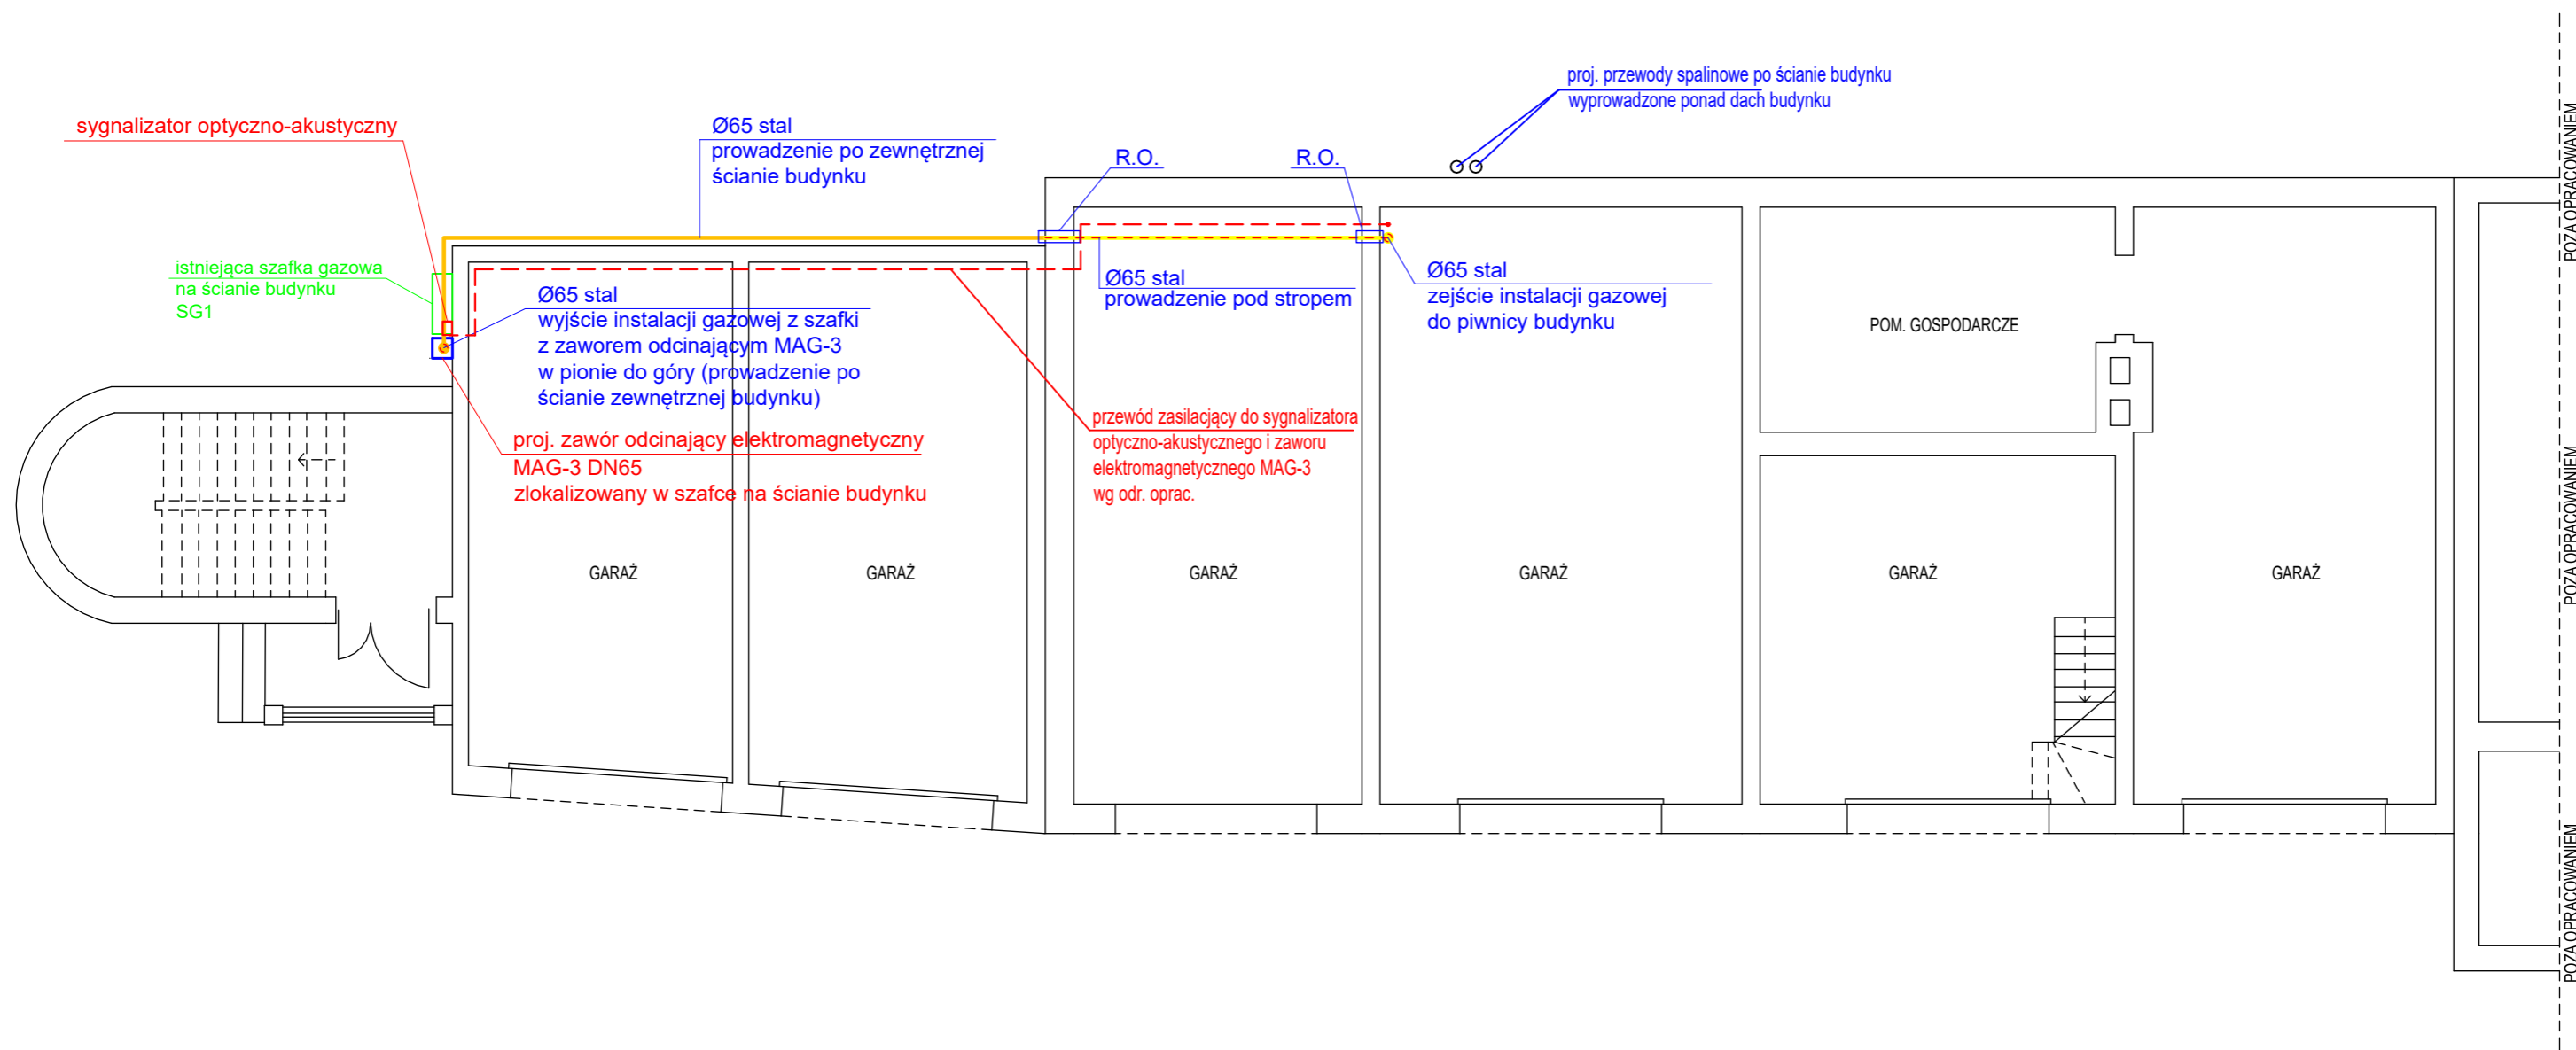 proj. przewody spalinowe po ścianie budynku
wyprowadzone ponad dach budynku
sygnalizator optyczno-akustyczny
Ø65 stal
prowadzenie po zewnętrznej
ścianie budynku
R.O.
R.O.
istniejąca szafka gazowa
na ścianie budynku
SG1
Ø65 stal
wyjście instalacji gazowej z szafki
z zaworem odcinającym MAG-3
w pionie do góry (prowadzenie po
ścianie zewnętrznej budynku)
Ø65 stal
prowadzenie pod stropem
Ø65 stal
zejście instalacji gazowej
do piwnicy budynku
POM. GOSPODARCZE
proj. zawór odcinający elektromagnetyczny
MAG-3 DN65
zlokalizowany w szafce na ścianie budynku
przewód zasilacjący do sygnalizatora
optyczno-akustycznego i zaworu
elektromagnetycznego MAG-3
wg odr. oprac.
GARAŻ
GARAŻ
GARAŻ
GARAŻ
GARAŻ
GARAŻ
POZA OPRACOWANIEM
POZA OPRACOWANIEM
POZA OPRACOWANIEM